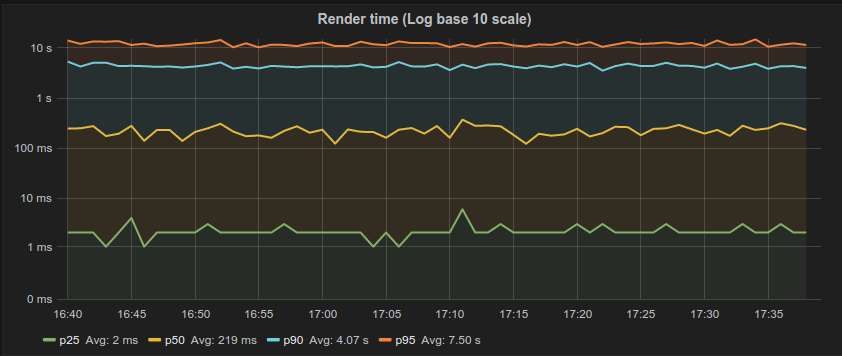 Render time (Log base 10 scale)
10 s
1 s
100 ms
10 ms
1 ms
0 ms
16:40 16:45 16:50 16:55 17:00 17:05 17:10 17:15 17:20 17:25 17:30 17:35
p25 Avg: 2 ms p50 Avg: 219 ms p90 Avg: 4.07 s p95 Avg: 7.50 s